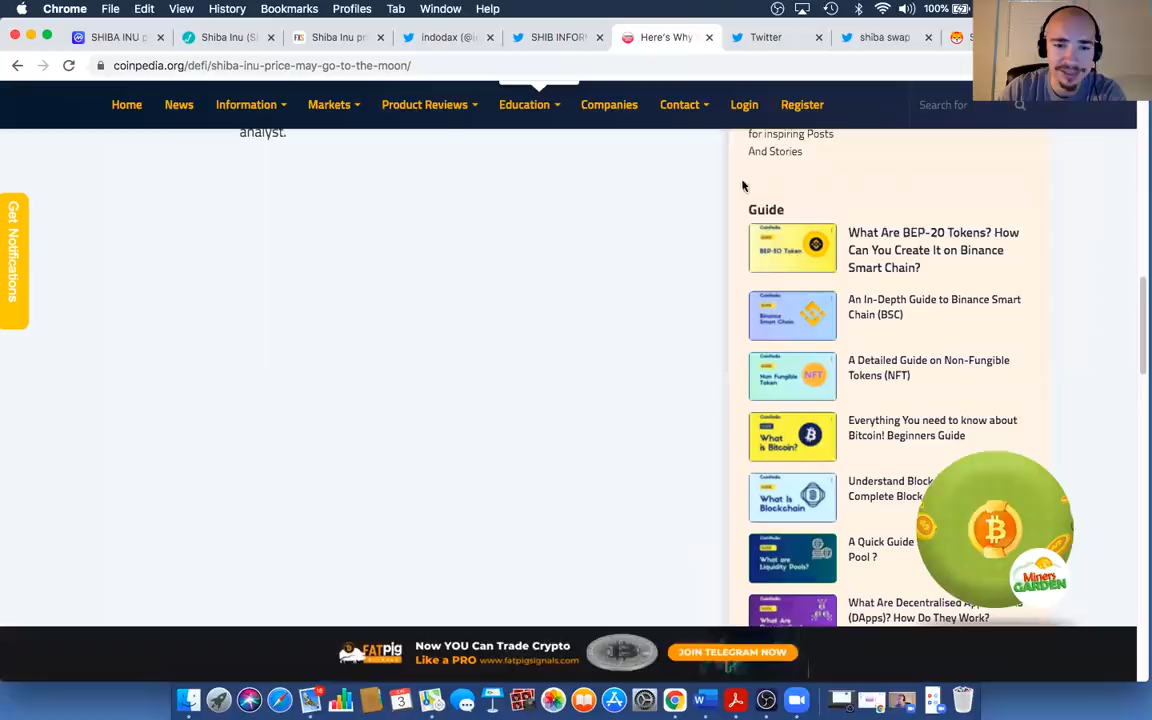 Chrome File Edit View History Bookmarks Profiles Tab Window Help 100%
SHIBA INU p Shiba Inu (S Shiba Inu pr indodax (@i SHIB INFOR Here's Why Twitter shiba swap
coinpedia.org/defi/shiba-inu-price-may-go-to-the-moon/
Home News Information Markets Product Reviews Education Companies Contact Login Register Search for
analyst.
for inspiring Posts
And Stories
Get Notifications
Guide
What Are BEP-20 Tokens? How
Can You Create It on Binance
Smart Chain?
An In-Depth Guide to Binance Smart
Chain (BSC)
A Detailed Guide on Non-Fungible
Tokens (NFT)
NFT
Everything You need to know about
Bitcoin! Beginners Guide
What
is Bitcoin?
Understand Block
Complete Block
What Is
Blockchain
A Quick Guide
Pool ?
What are
Liquidity Pools?
What Are Decentralised Ap
(DApps)? How Do They Work?
Miners
GARDEN
FATpig
SIGNALS
Now YOU Can Trade Crypto
Like a PRO www.fatpigsignals.com
JOIN TELEGRAM NOW